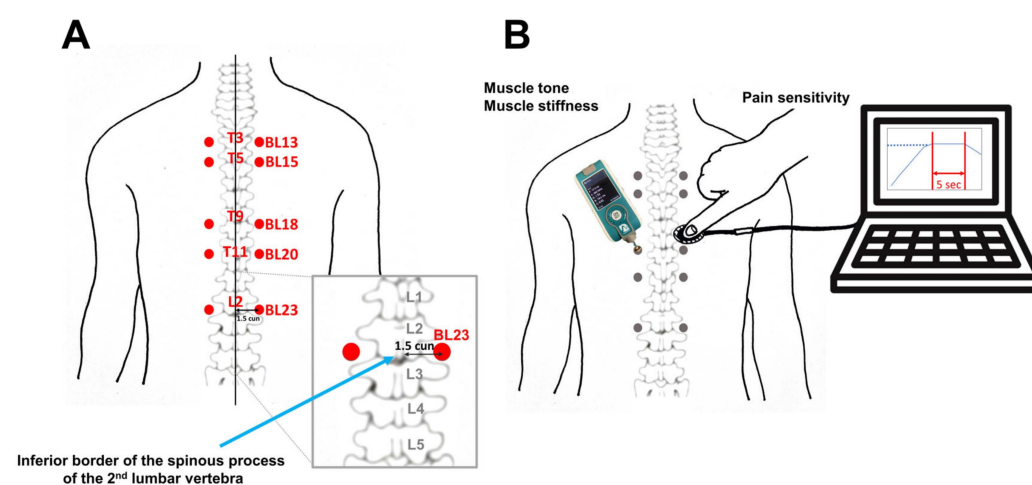 A
T3
BL13
T5
BL15
T9
BL18
T11
BL20
L2
BL23
1.5 cun
L1
L2
BL23
1.5 cun
L3
L4
L5
Inferior border of the spinous process
of the 2nd lumbar vertebra
B
Muscle tone
Muscle stiffness
Pain sensitivity
5 sec